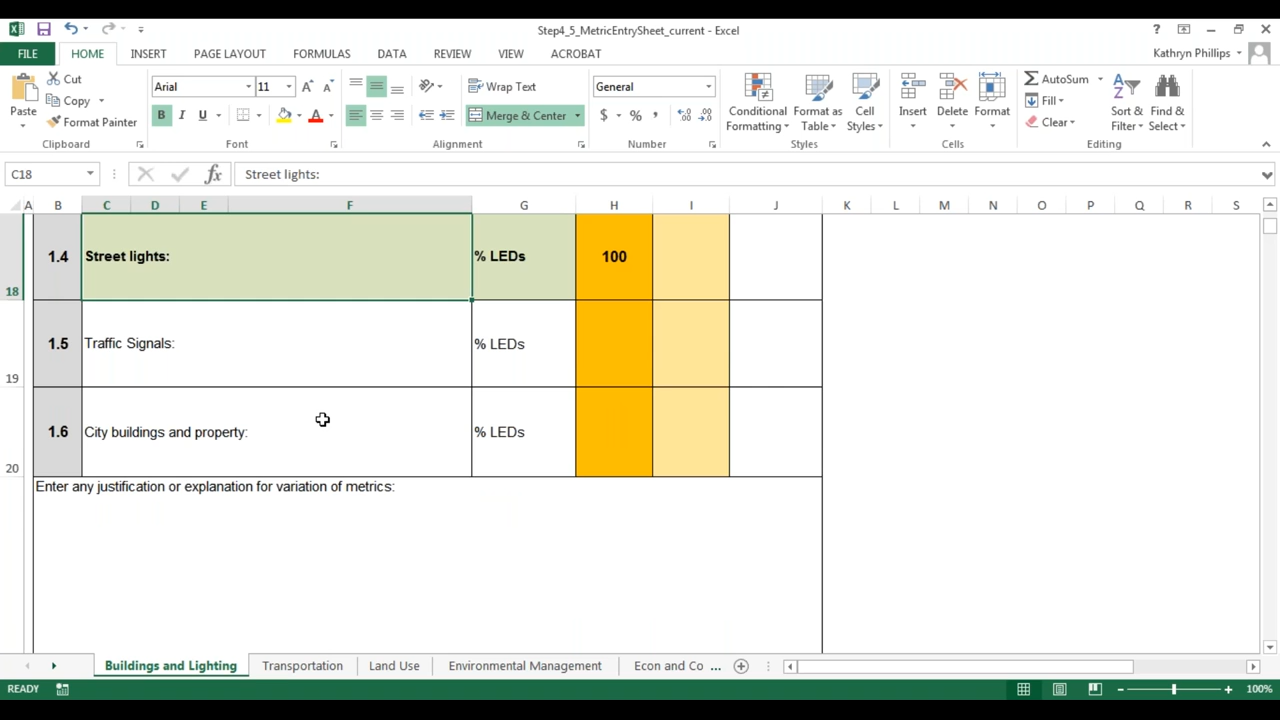 Step4_5_MetricEntrySheet_current - Excel
FILE HOME INSERT PAGE LAYOUT FORMULAS DATA REVIEW VIEW ACROBAT Kathryn Phillips
Paste Cut Copy Format Painter Clipboard
Arial 11 B I U A Font
Wrap Text Merge & Center Alignment
General $ % , Number
Conditional Formatting Format as Table Cell Styles Styles
Insert Delete Format Cells
AutoSum Fill Clear Sort & Filter Find & Select Editing
C18 fx Street lights:
A B C D E F G H I J K L M N O P Q R S
18 1.4 Street lights: % LEDs 100
19 1.5 Traffic Signals: % LEDs
20 1.6 City buildings and property: % LEDs
Enter any justification or explanation for variation of metrics:
Buildings and Lighting Transportation Land Use Environmental Management Econ and Co ...
READY 100%